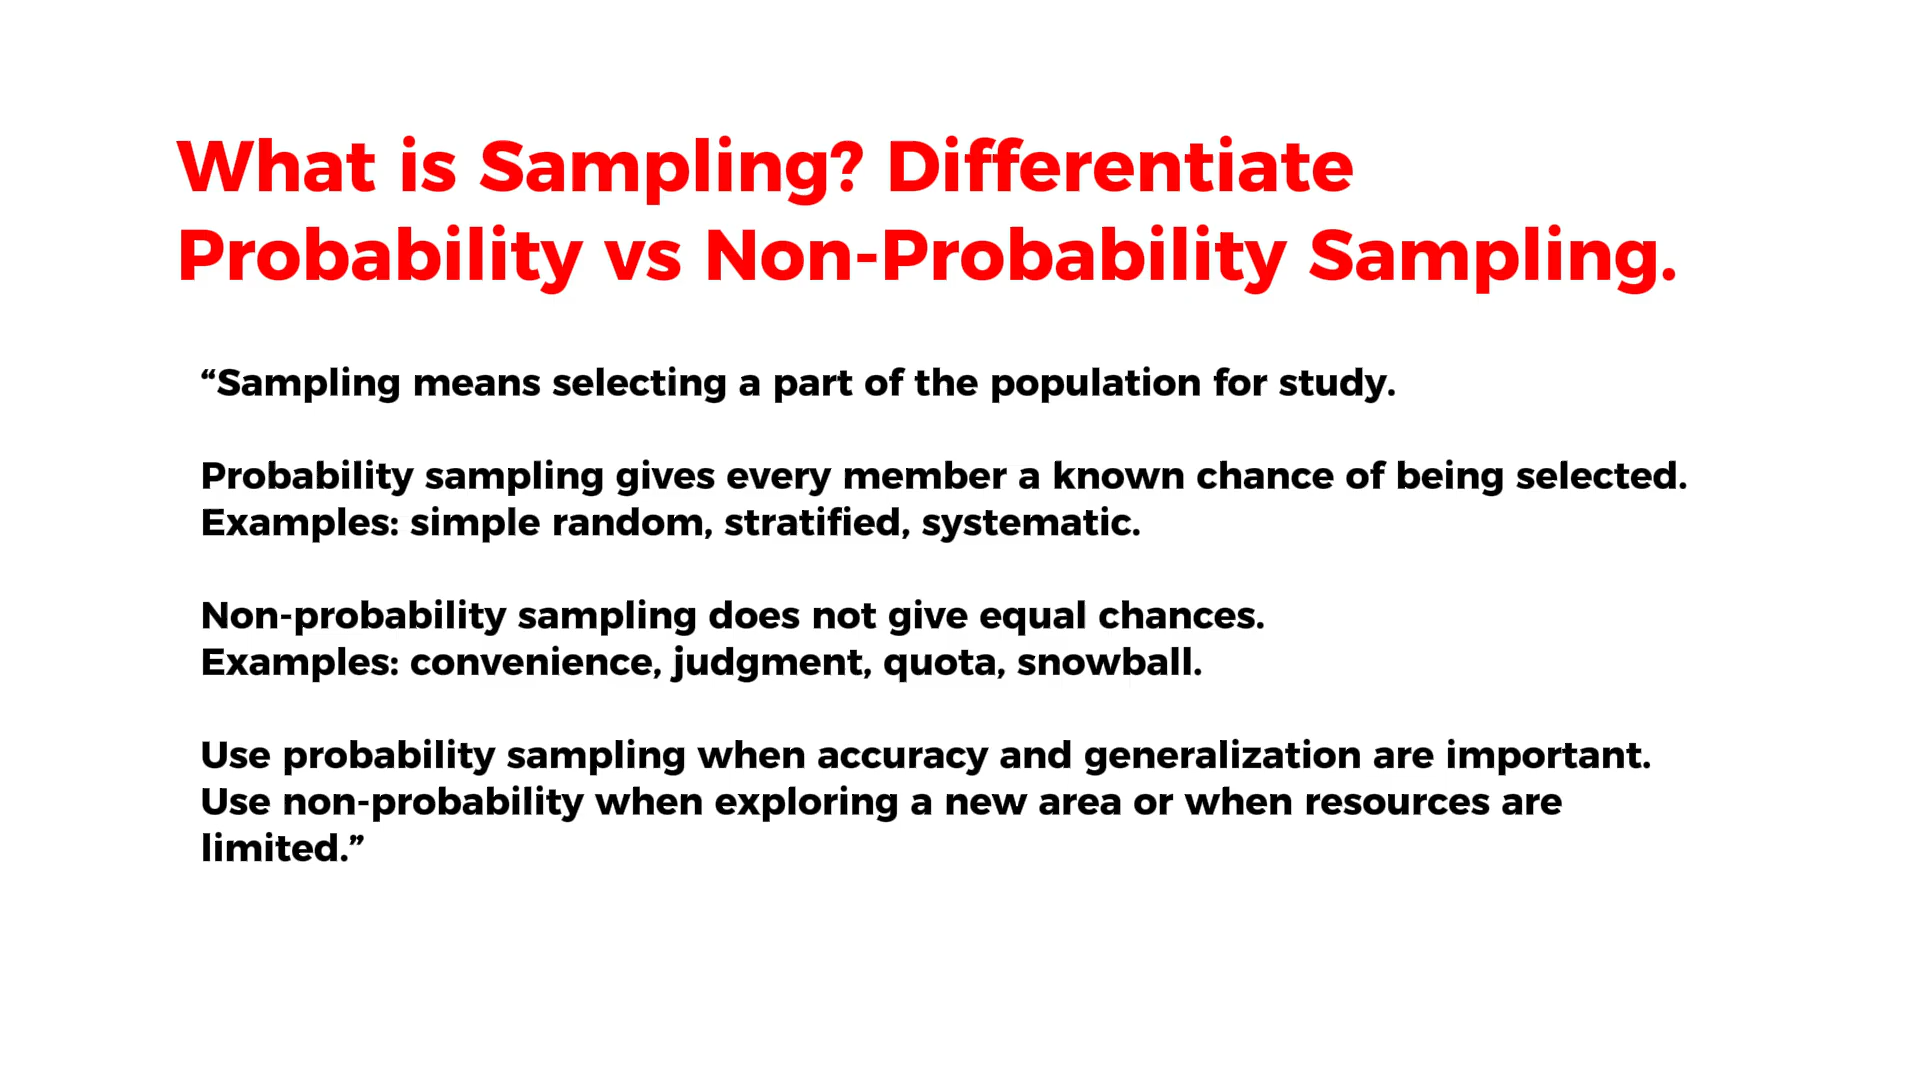 What is Sampling? Differentiate
Probability vs Non-Probability Sampling.
“Sampling means selecting a part of the population for study.
Probability sampling gives every member a known chance of being selected.
Examples: simple random, stratified, systematic.
Non-probability sampling does not give equal chances.
Examples: convenience, judgment, quota, snowball.
Use probability sampling when accuracy and generalization are important.
Use non-probability when exploring a new area or when resources are
limited.”